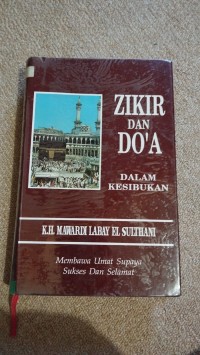 ZIKIR
DAN
DO'A
DALAM
KESIBUKAN
K.H. MAWARDI LABAY EL SULTHANI
Membawa Umat Supaya
Sukses Dan Selamat